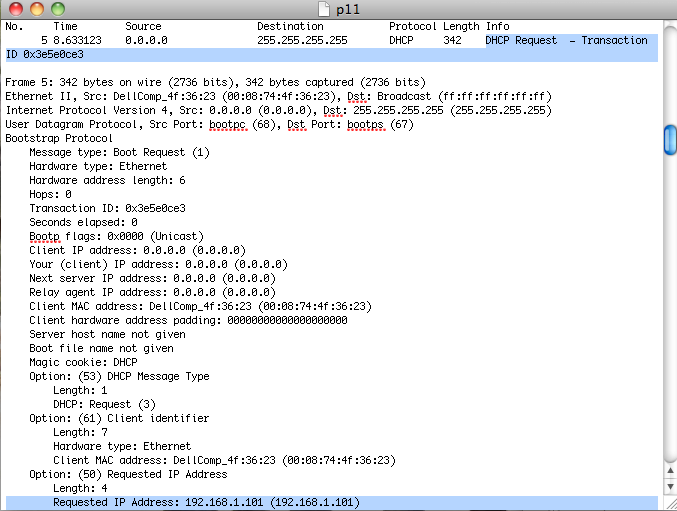 p11
No. Time Source Destination Protocol Length Info
5 8.633123 0.0.0.0 255.255.255.255 DHCP 342 DHCP Request - Transaction
ID 0x3e5e0ce3
Frame 5: 342 bytes on wire (2736 bits), 342 bytes captured (2736 bits)
Ethernet II, Src: DellComp_4f:36:23 (00:08:74:4f:36:23), Dst: Broadcast (ff:ff:ff:ff:ff:ff)
Internet Protocol Version 4, Src: 0.0.0.0 (0.0.0.0), Dst: 255.255.255.255 (255.255.255.255)
User Datagram Protocol, Src Port: bootpc (68), Dst Port: bootps (67)
Bootstrap Protocol
Message type: Boot Request (1)
Hardware type: Ethernet
Hardware address length: 6
Hops: 0
Transaction ID: 0x3e5e0ce3
Seconds elapsed: 0
Bootp flags: 0x0000 (Unicast)
Client IP address: 0.0.0.0 (0.0.0.0)
Your (client) IP address: 0.0.0.0 (0.0.0.0)
Next server IP address: 0.0.0.0 (0.0.0.0)
Relay agent IP address: 0.0.0.0 (0.0.0.0)
Client MAC address: DellComp_4f:36:23 (00:08:74:4f:36:23)
Client hardware address padding: 00000000000000000000
Server host name not given
Boot file name not given
Magic cookie: DHCP
Option: (53) DHCP Message Type
Length: 1
DHCP: Request (3)
Option: (61) Client identifier
Length: 7
Hardware type: Ethernet
Client MAC address: DellComp_4f:36:23 (00:08:74:4f:36:23)
Option: (50) Requested IP Address
Length: 4
Requested IP Address: 192.168.1.101 (192.168.1.101)